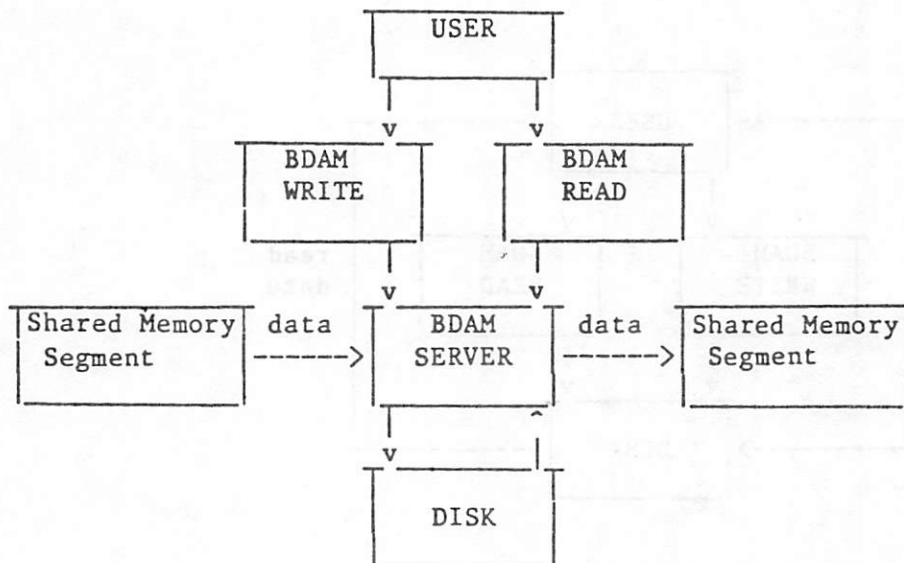 USER
BDAM BDAM
WRITE READ
Shared Memory data BDAM data Shared Memory
Segment SERVER Segment
DISK